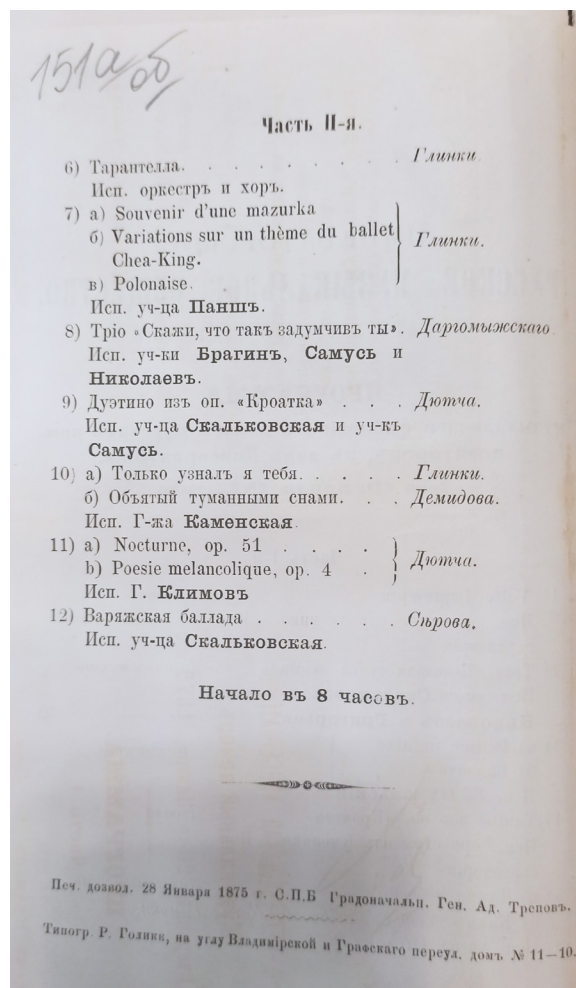 151а/об
Часть II-я.
6) Тарантелла. . . . . . . . . Глинки.
Исп. оркестръ и хоръ.
7) а) Souvenir d'une mazurka
б) Variations sur un thème du ballet
Chea-King. Глинки.
в) Polonaise.
Исп. уч-ца Паншъ.
8) Тріо «Скажи, что такъ задумчивъ ты». Даргомыжскаго
Исп. уч-ки Брагинъ, Самусь и
Николаевъ.
9) Дуэтино изъ оп. «Кроатка» . . . Дютча.
Исп. уч-ца Скальковская и уч-къ
Самусь.
10) а) Только узналъ я тебя. . . . . Глинки.
б) Объятый туманными снами. . . Демидова.
Исп. Г-жа Каменская.
11) a) Nocturne, op. 51 . . . .
b) Poesie melancolique, op. 4 . Дютча.
Исп. Г. Климовъ
12) Варяжская баллада . . . . . . Сѣрова.
Исп. уч-ца Скальковская.
Начало въ 8 часовъ.
Печ. дозвол. 28 Января 1875 г. С.П.Б Градоначальн. Ген. Ад. Треповъ.
Типогр. Р. Голике, на углу Владимірской и Графскаго переул. домъ № 11—10.